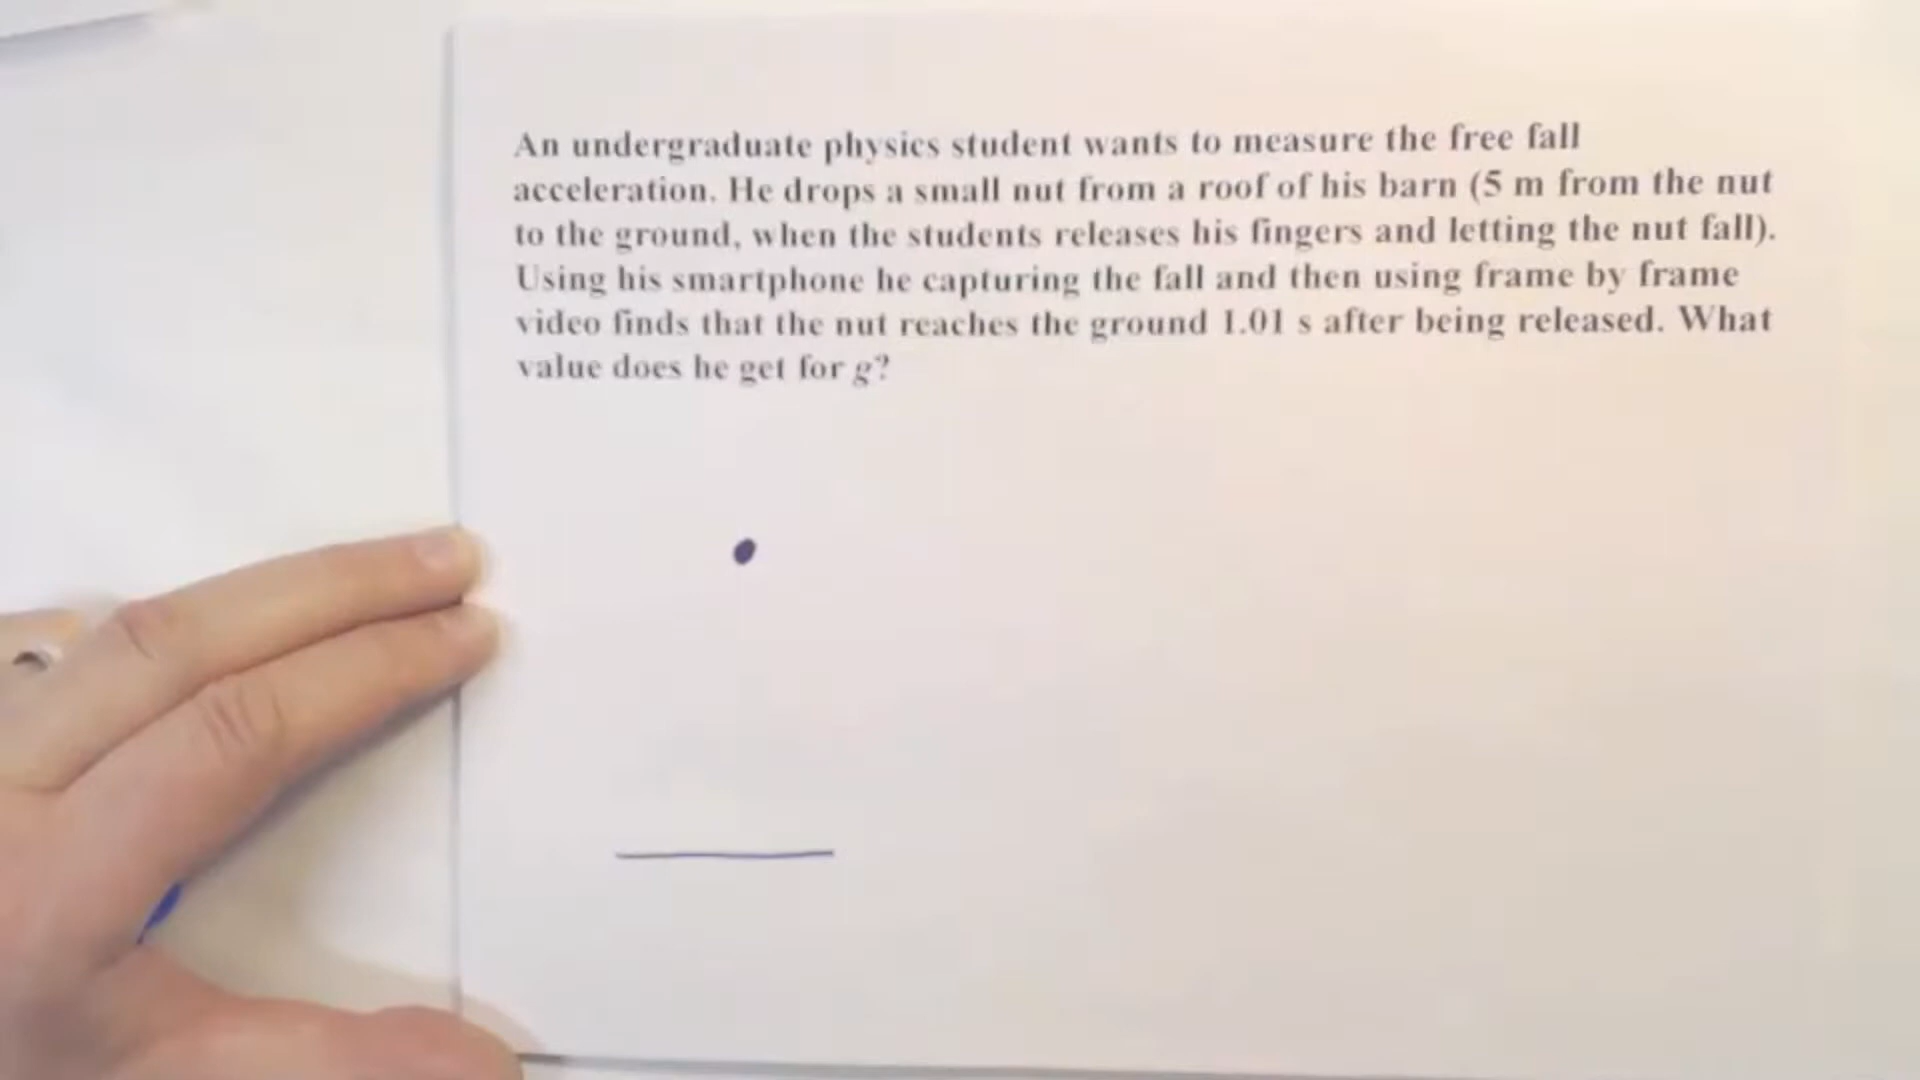 An undergraduate physics student wants to measure the free fall
acceleration. He drops a small nut from a roof of his barn (5 m from the nut
to the ground, when the students releases his fingers and letting the nut fall).
Using his smartphone he capturing the fall and then using frame by frame
video finds that the nut reaches the ground 1.01 s after being released. What
value does he get for g?